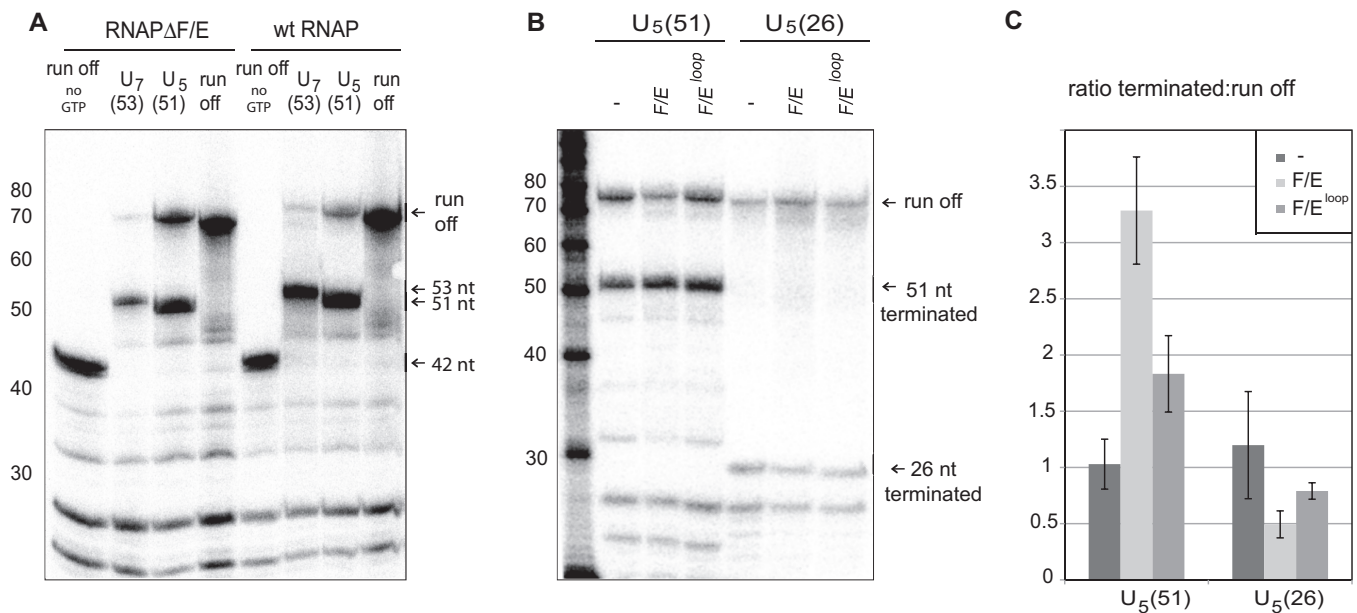 A
RNAPΔF/E wt RNAP
run off no GTP
U7 (53)
U5 (51)
run off
run off no GTP
U7 (53)
U5 (51)
run off
80
70
60
50
40
30
← run off
← 53 nt
← 51 nt
← 42 nt
B
U5(51) U5(26)
- F/E F/E loop - F/E F/E loop
80
70
60
50
40
30
← run off
← 51 nt
terminated
← 26 nt
terminated
C
ratio terminated:run off
-
F/E
F/E loop
3.5
3
2.5
2
1.5
1
0.5
0
U5(51) U5(26)